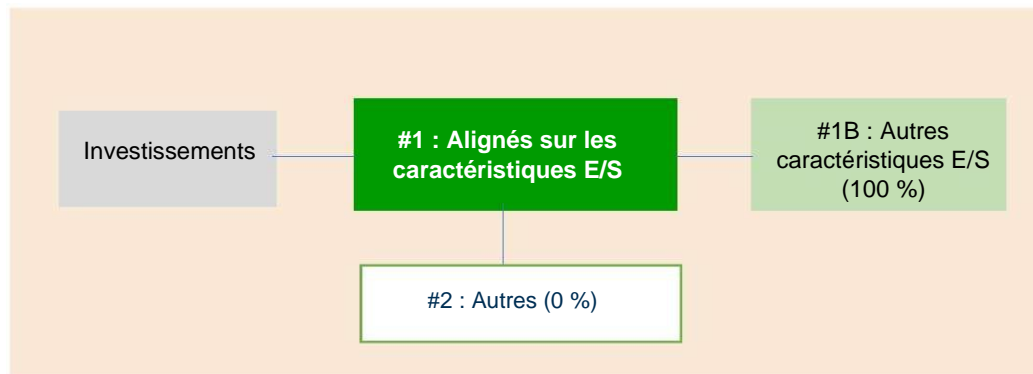 Investissements
#1 : Alignés sur les
caractéristiques E/S
#1B : Autres
caractéristiques E/S
(100 %)
#2 : Autres (0 %)